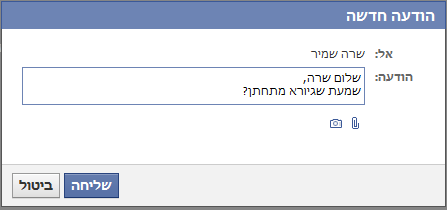 הודעה חדשה
אל: שרה שמיר
הודעה: שלום שרה,
שמעת שגיורא מתחתן?
שליחה ביטול